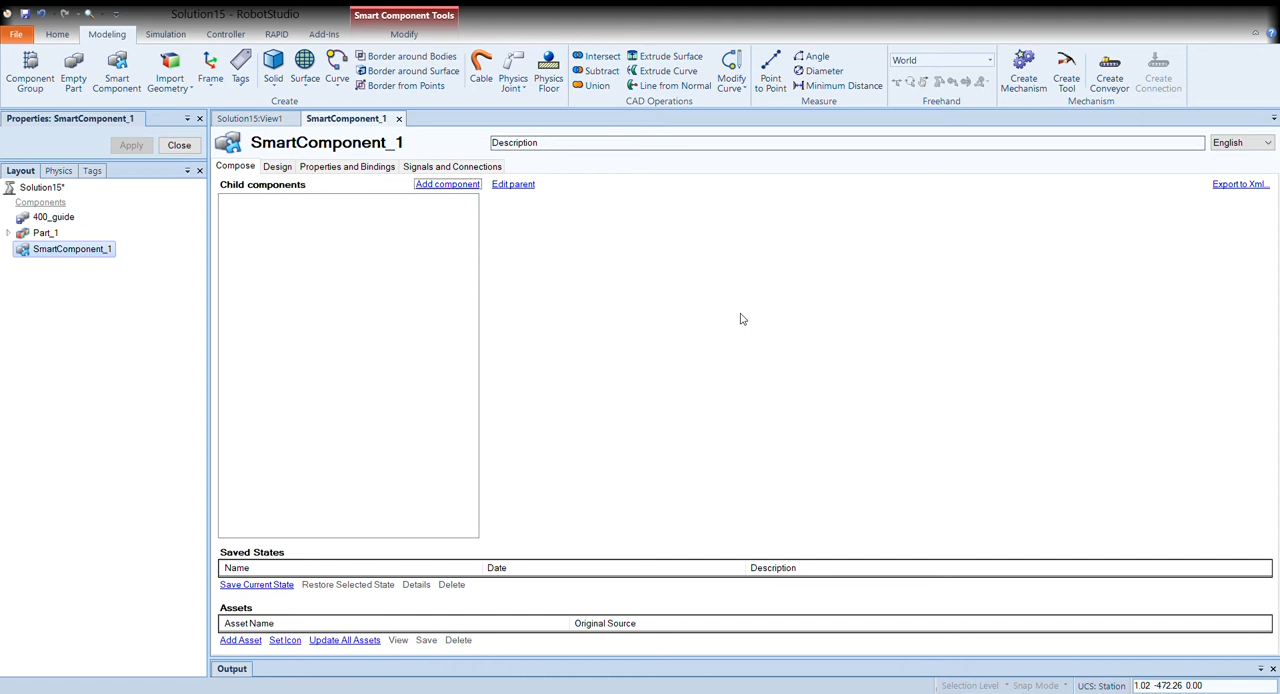 Solution15 - RobotStudio
Smart Component Tools
File Home Modeling Simulation Controller RAPID Add-Ins Modify
Component Group
Empty Part
Smart Component
Import Geometry
Frame
Tags
Solid
Surface
Curve
Border around Bodies
Border around Surface
Border from Points
Create
Cable
Physics Joint
Physics Floor
Intersect
Subtract
Union
Extrude Surface
Extrude Curve
Line from Normal
Modify Curve
CAD Operations
Point to Point
Angle
Diameter
Minimum Distance
Measure
World
Freehand
Create Mechanism
Create Tool
Create Conveyor
Create Connection
Mechanism
Properties: SmartComponent_1
Apply Close
Layout Physics Tags
Solution15*
Components
400_guide
Part_1
SmartComponent_1
Solution15:View1 SmartComponent_1
SmartComponent_1
Description
English
Compose Design Properties and Bindings Signals and Connections
Child components Add component Edit parent Export to Xml...
Saved States
Name Date Description
Save Current State Restore Selected State Details Delete
Assets
Asset Name Original Source
Add Asset Set Icon Update All Assets View Save Delete
Output
Selection Level Snap Mode UCS: Station 1.02 -472.26 0.00